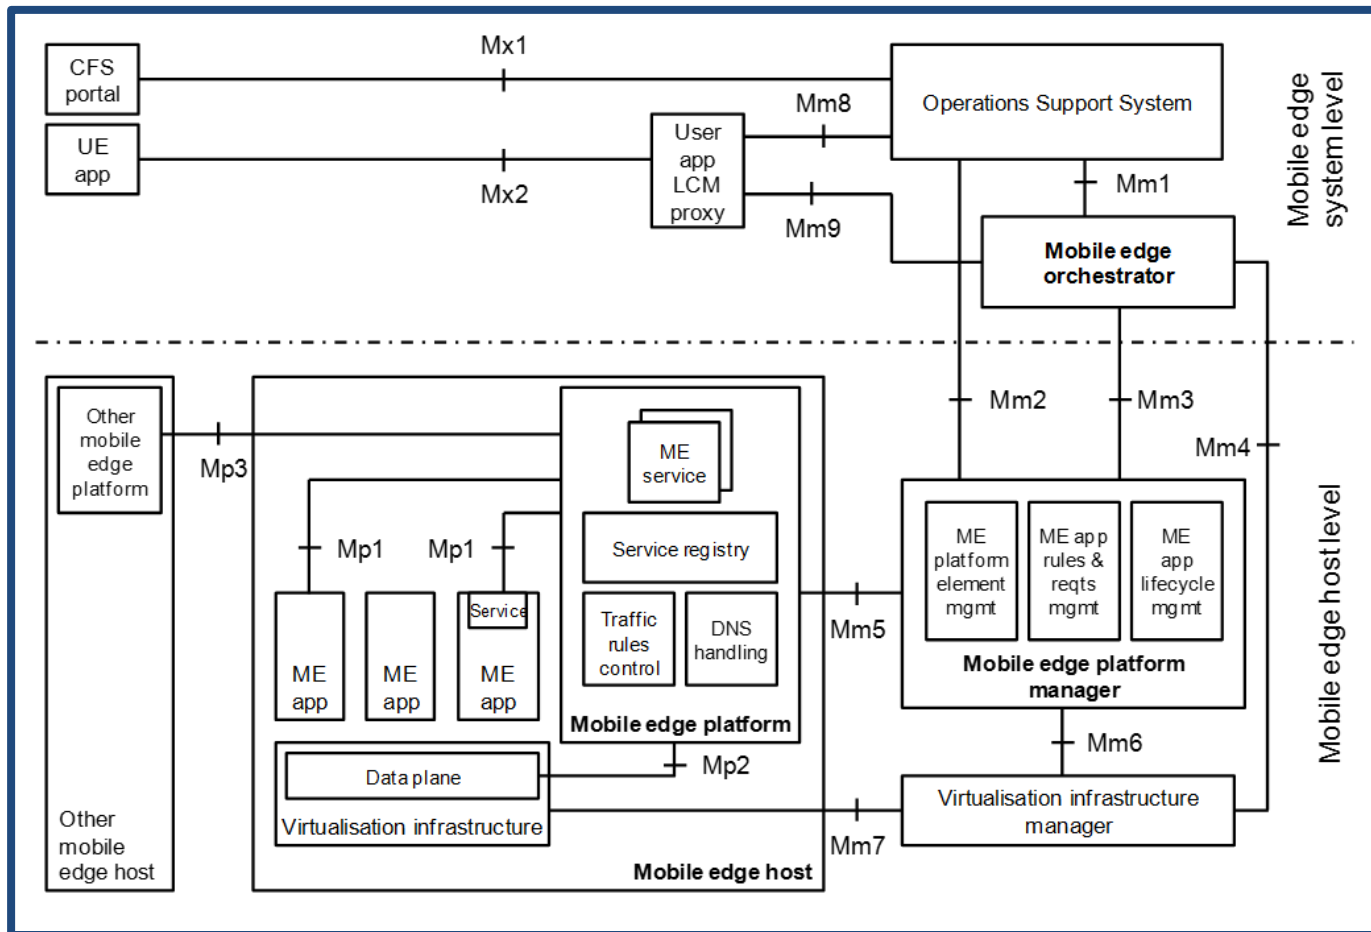 CFS
portal
Mx1
Operations Support System
UE
app
Mx2
User
app
LCM
proxy
Mm8
Mm9
Mm1
Mobile edge
orchestrator
Mobile edge
system level
Other
mobile
edge
platform
Mp3
Other
mobile
edge host
ME
service
Service registry
Traffic
rules
control
DNS
handling
Mobile edge platform
Mp1
Mp1
ME
app
ME
app
Service
ME
app
Data plane
Virtualisation infrastructure
Mp2
Mobile edge host
Mm5
Mm7
Mm2
Mm3
Mm4
ME
platform
element
mgmt
ME app
rules &
reqts
mgmt
ME
app
lifecycle
mgmt
Mobile edge platform
manager
Mm6
Virtualisation infrastructure
manager
Mobile edge host level